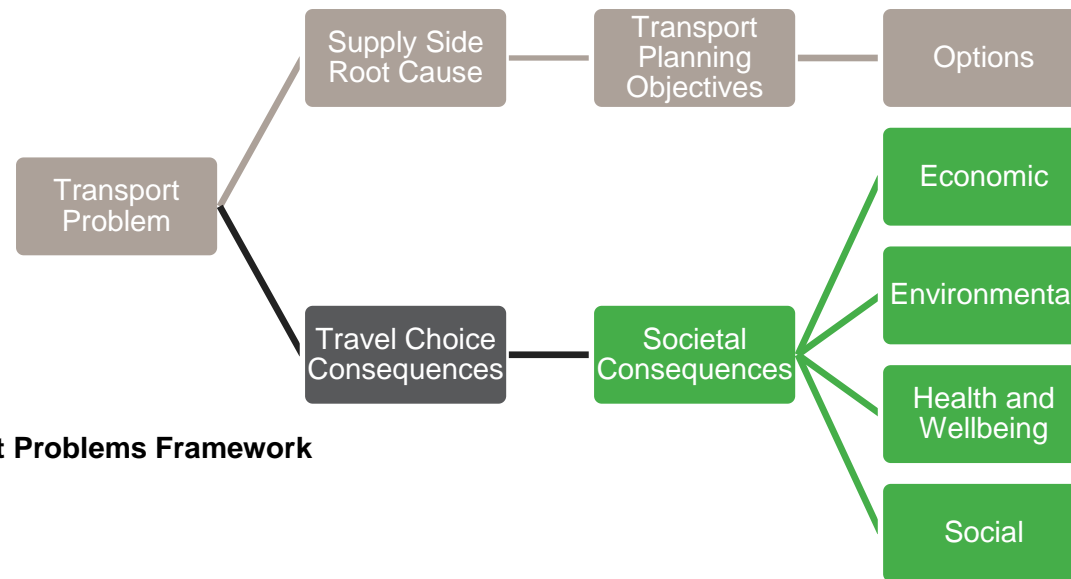 Supply Side
Root Cause
Transport
Planning
Objectives
Options
Transport
Problem
Economic
Environmenta
Travel Choice
Consequences
Societal
Consequences
Health and
Wellbeing
Social
t Problems Framework